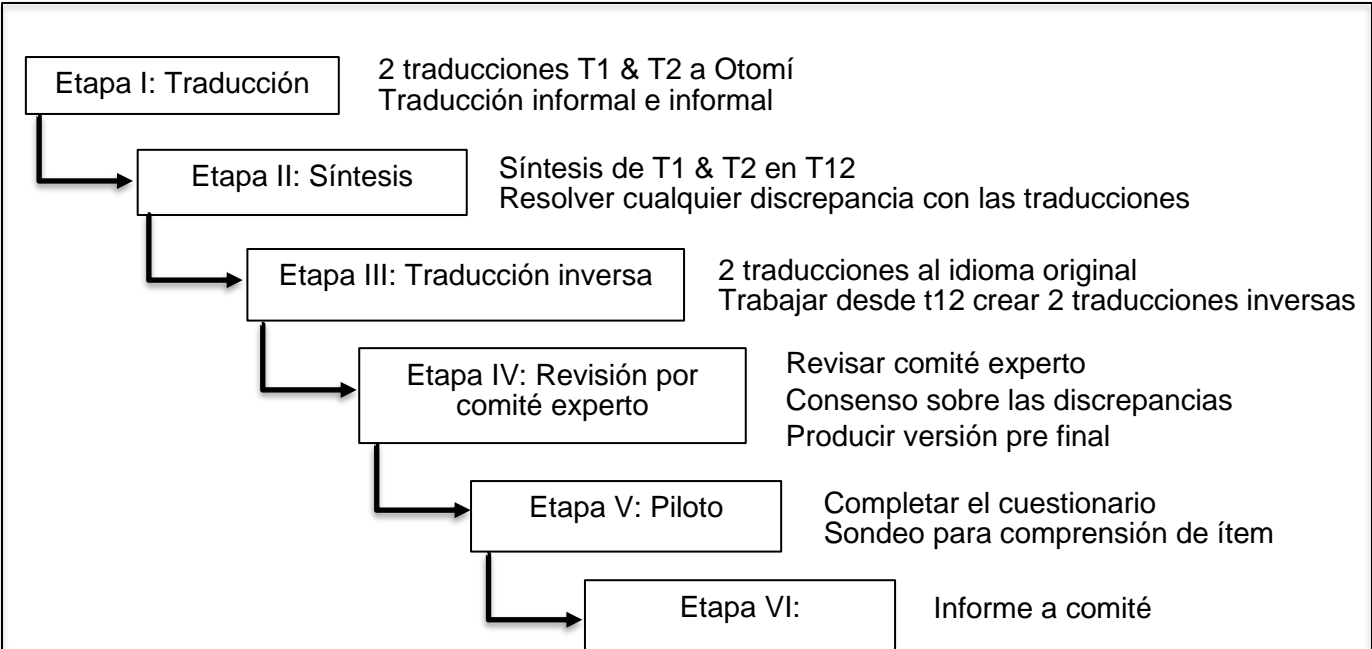 Etapa I: Traducción
2 traducciones T1 & T2 a Otomí
Traducción informal e informal
Etapa II: Síntesis
Síntesis de T1 & T2 en T12
Resolver cualquier discrepancia con las traducciones
Etapa III: Traducción inversa
2 traducciones al idioma original
Trabajar desde t12 crear 2 traducciones inversas
Etapa IV: Revisión por
comité experto
Revisar comité experto
Consenso sobre las discrepancias
Producir versión pre final
Etapa V: Piloto
Completar el cuestionario
Sondeo para comprensión de ítem
Etapa VI:
Informe a comité